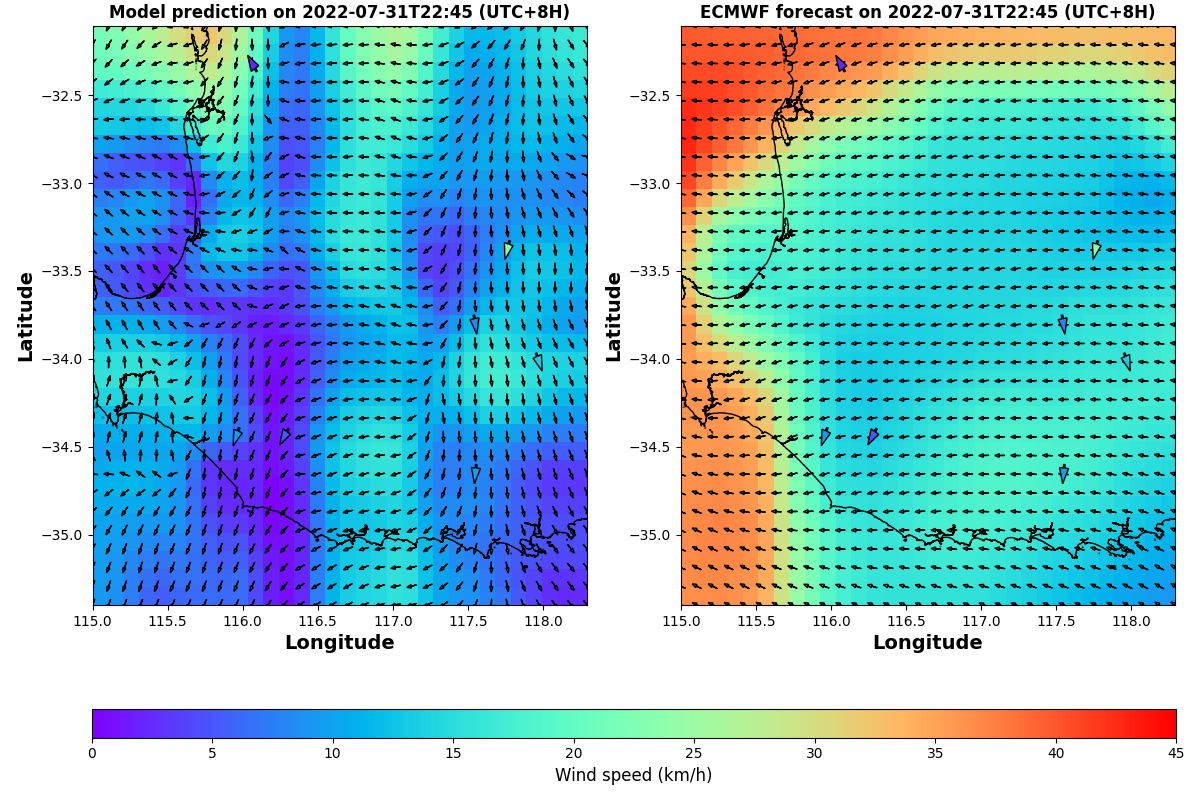 Model prediction on 2022-07-31T22:45 (UTC+8H)
ECMWF forecast on 2022-07-31T22:45 (UTC+8H)
Latitude
−32.5
−33.0
−33.5
−34.0
−34.5
−35.0
115.0 115.5 116.0 116.5 117.0 117.5 118.0
Longitude
Latitude
−32.5
−33.0
−33.5
−34.0
−34.5
−35.0
115.0 115.5 116.0 116.5 117.0 117.5 118.0
Longitude
0 5 10 15 20 25 30 35 40 45
Wind speed (km/h)